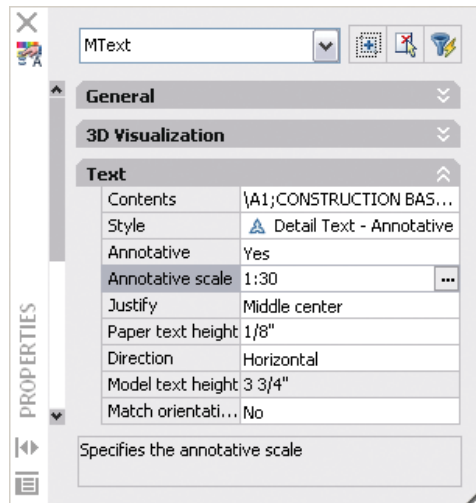 MText
General
3D Visualization
Text
Contents \A1;CONSTRUCTION BAS...
Style Detail Text - Annotative
Annotative Yes
Annotative scale 1:30 ...
Justify Middle center
Paper text height 1/8"
Direction Horizontal
Model text height 3 3/4"
Match orientati... No
PROPERTIES
Specifies the annotative scale